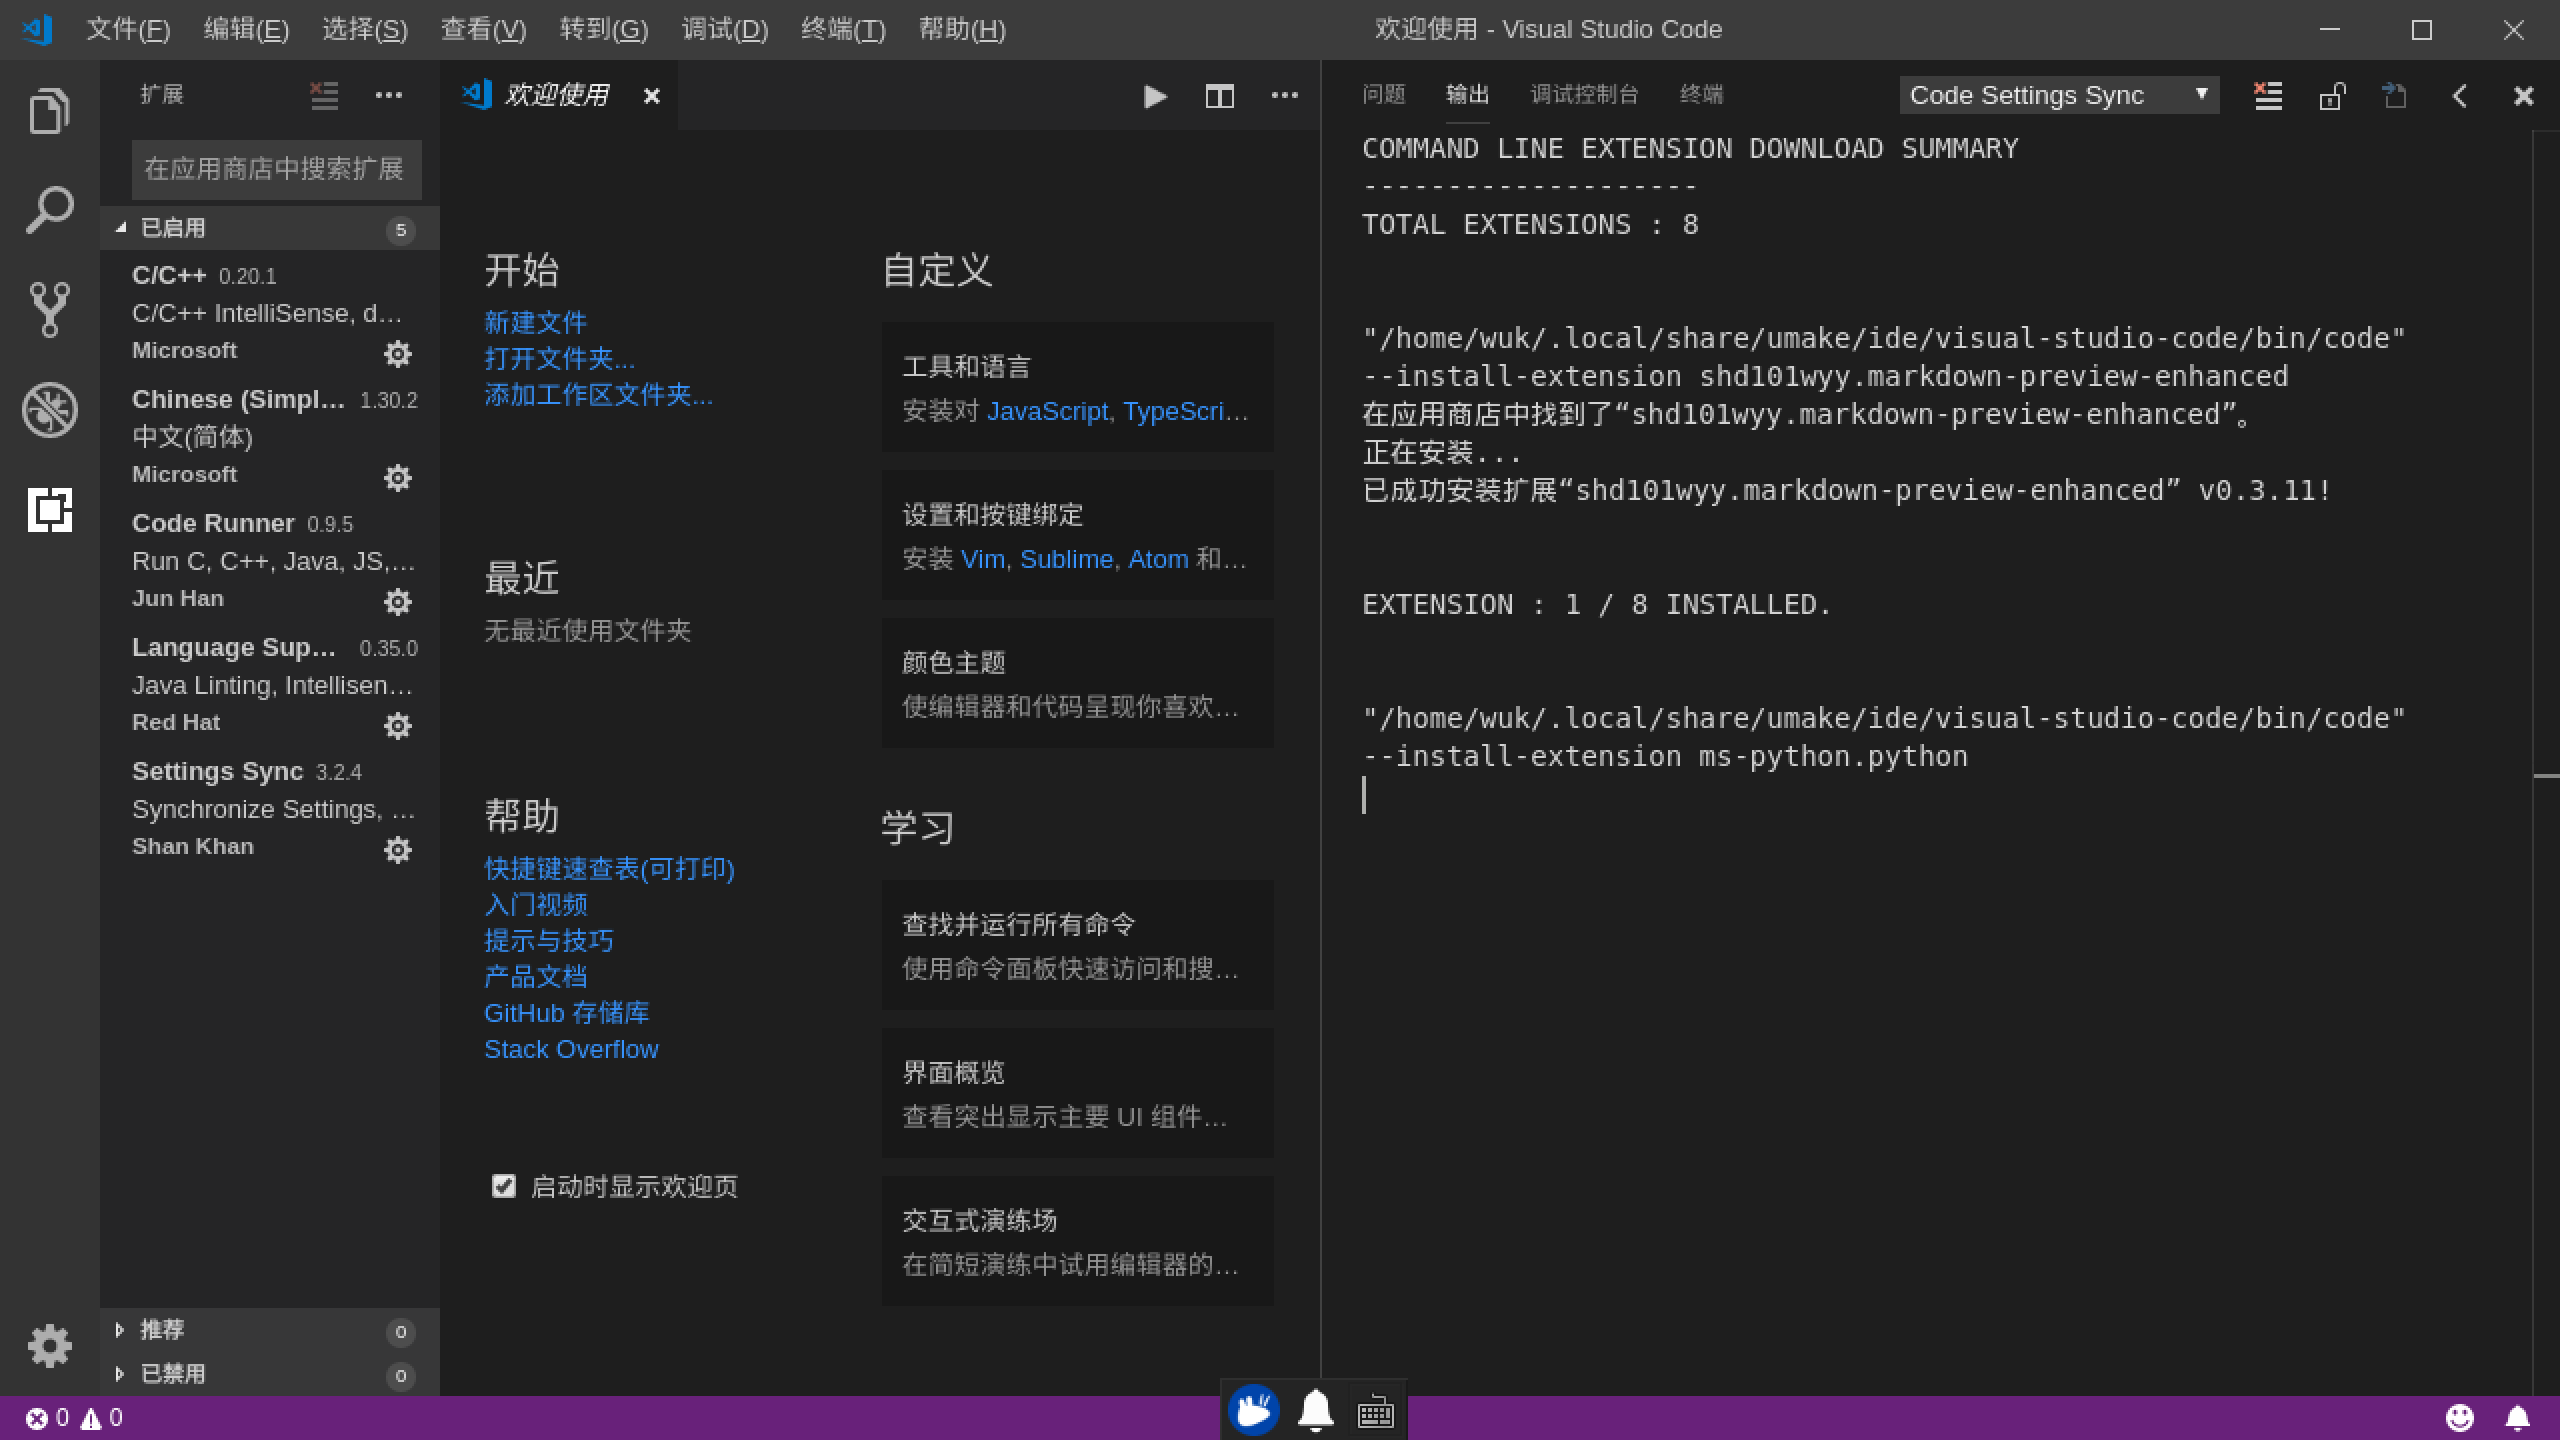 文件(F) 编辑(E) 选择(S) 查看(V) 转到(G) 调试(D) 终端(T) 帮助(H)
欢迎使用 - Visual Studio Code
扩展
在应用商店中搜索扩展
已启用 5
C/C++ 0.20.1
C/C++ IntelliSense, d…
Microsoft
Chinese (Simpl… 1.30.2
中文(简体)
Microsoft
Code Runner 0.9.5
Run C, C++, Java, JS,…
Jun Han
Language Sup… 0.35.0
Java Linting, Intellisen…
Red Hat
Settings Sync 3.2.4
Synchronize Settings, …
Shan Khan
推荐 0
已禁用 0
欢迎使用
开始
新建文件
打开文件夹...
添加工作区文件夹...
最近
无最近使用文件夹
帮助
快捷键速查表(可打印)
入门视频
提示与技巧
产品文档
GitHub 存储库
Stack Overflow
启动时显示欢迎页
自定义
工具和语言
安装对 JavaScript, TypeScri…
设置和按键绑定
安装 Vim, Sublime, Atom 和…
颜色主题
使编辑器和代码呈现你喜欢…
学习
查找并运行所有命令
使用命令面板快速访问和搜…
界面概览
查看突出显示主要 UI 组件…
交互式演练场
在简短演练中试用编辑器的…
问题 输出 调试控制台 终端
Code Settings Sync
COMMAND LINE EXTENSION DOWNLOAD SUMMARY
--------------------
TOTAL EXTENSIONS : 8
"/home/wuk/.local/share/umake/ide/visual-studio-code/bin/code"
--install-extension shd101wyy.markdown-preview-enhanced
在应用商店中找到了“shd101wyy.markdown-preview-enhanced”。
正在安装...
已成功安装扩展“shd101wyy.markdown-preview-enhanced” v0.3.11!
EXTENSION : 1 / 8 INSTALLED.
"/home/wuk/.local/share/umake/ide/visual-studio-code/bin/code"
--install-extension ms-python.python
0 0